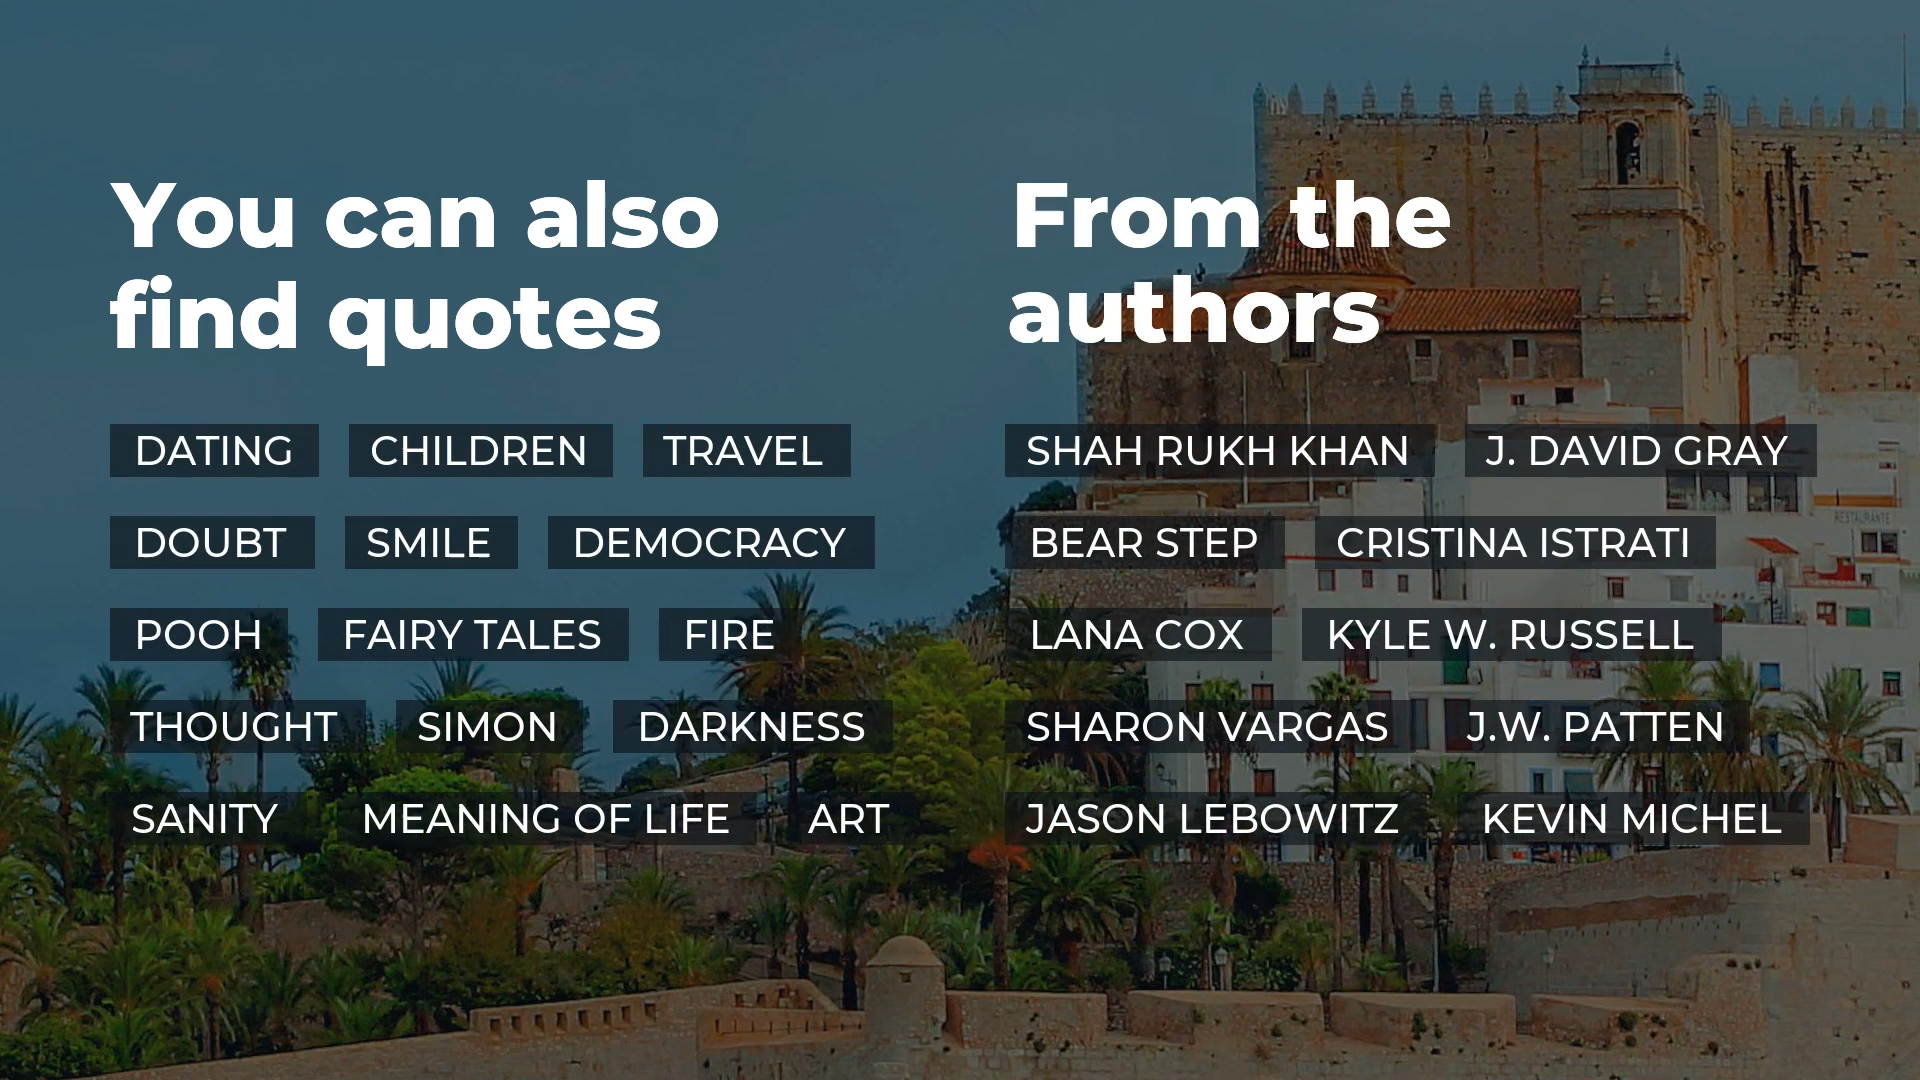 You can also
find quotes
DATING CHILDREN TRAVEL
DOUBT SMILE DEMOCRACY
POOH FAIRY TALES FIRE
THOUGHT SIMON DARKNESS
SANITY MEANING OF LIFE ART
From the
authors
SHAH RUKH KHAN J. DAVID GRAY
BEAR STEP CRISTINA ISTRATI
LANA COX KYLE W. RUSSELL
SHARON VARGAS J.W. PATTEN
JASON LEBOWITZ KEVIN MICHEL
RESTAURANTE